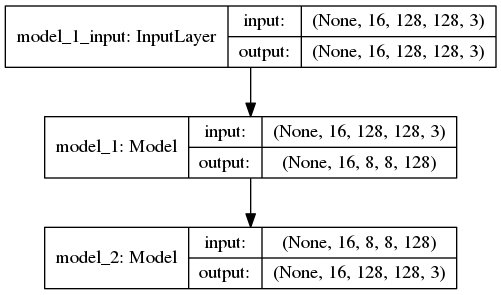 model_1_input: InputLayer
input: (None, 16, 128, 128, 3)
output: (None, 16, 128, 128, 3)
model_1: Model
input: (None, 16, 128, 128, 3)
output: (None, 16, 8, 8, 128)
model_2: Model
input: (None, 16, 8, 8, 128)
output: (None, 16, 128, 128, 3)